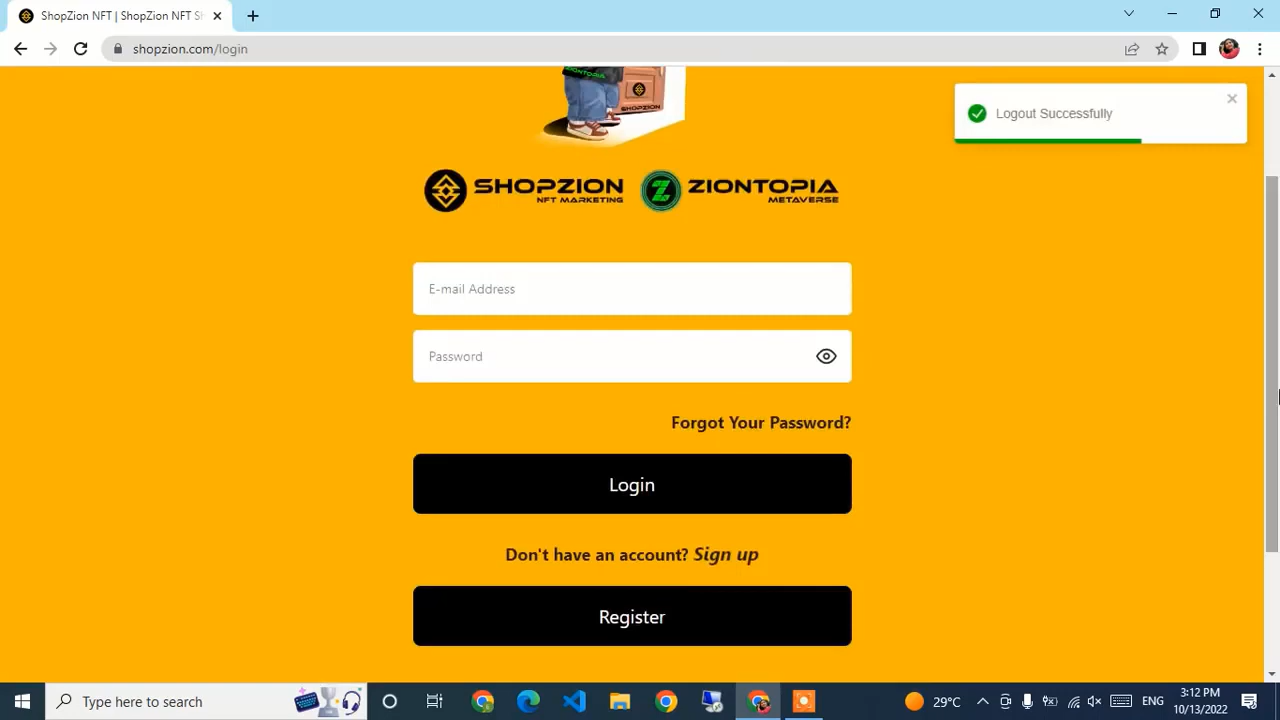 ShopZion NFT | ShopZion NFT S
shopzion.com/login
ZIONTOPIA
SHOPZION
Logout Successfully
SHOPZION
NFT MARKETING
ZIONTOPIA
METAVERSE
E-mail Address
Password
Forgot Your Password?
Login
Don't have an account? Sign up
Register
Type here to search
29°C
ENG
3:12 PM
10/13/2022